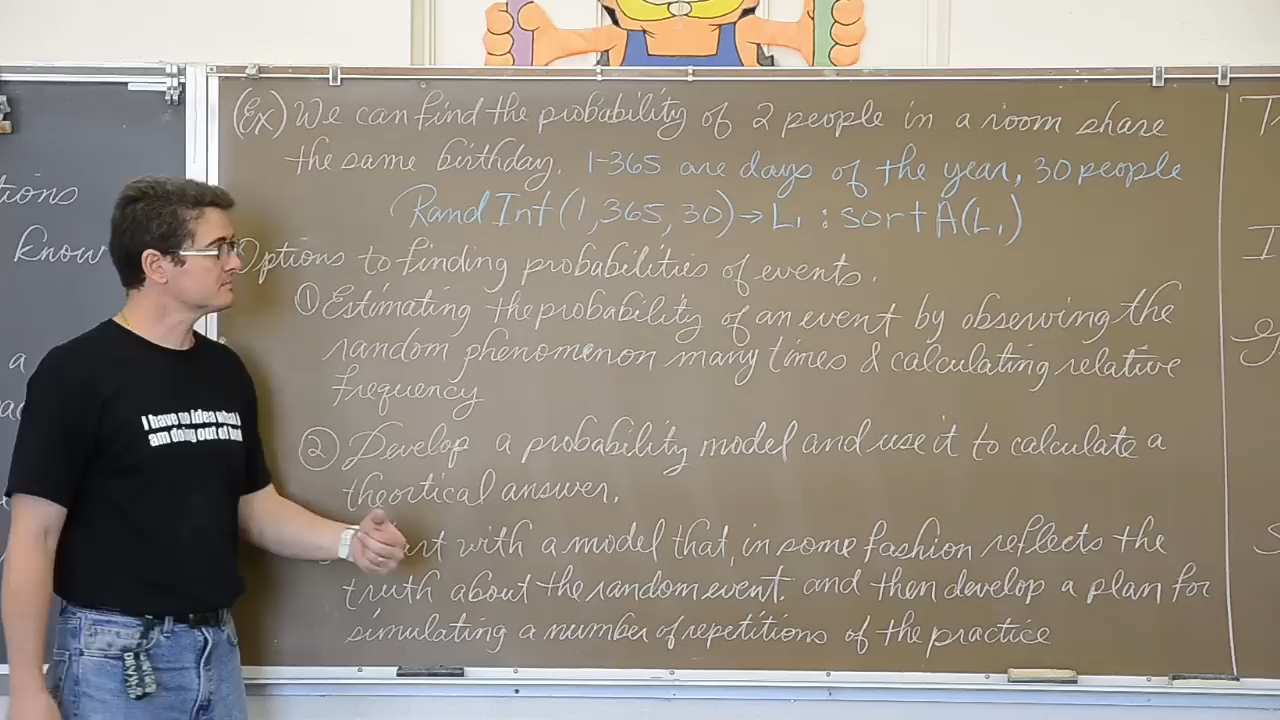 (Ex) We can find the probability of 2 people in a room share
the same birthday. 1-365 are days of the year, 30 people
RandInt(1,365,30)→L₁ : sortA(L₁)
Options to finding probabilities of events.
① Estimating the probability of an event by observing the
random phenomenon many times & calculating relative
frequency
② Develop a probability model and use it to calculate a
theortical answer.
with a model that, in some fashion reflects the
truth about the random event. and then develop a plan for
simulating a number of repetitions of the practice
tions
Know
a
I have no idea what I
am doing out of bed
T
I